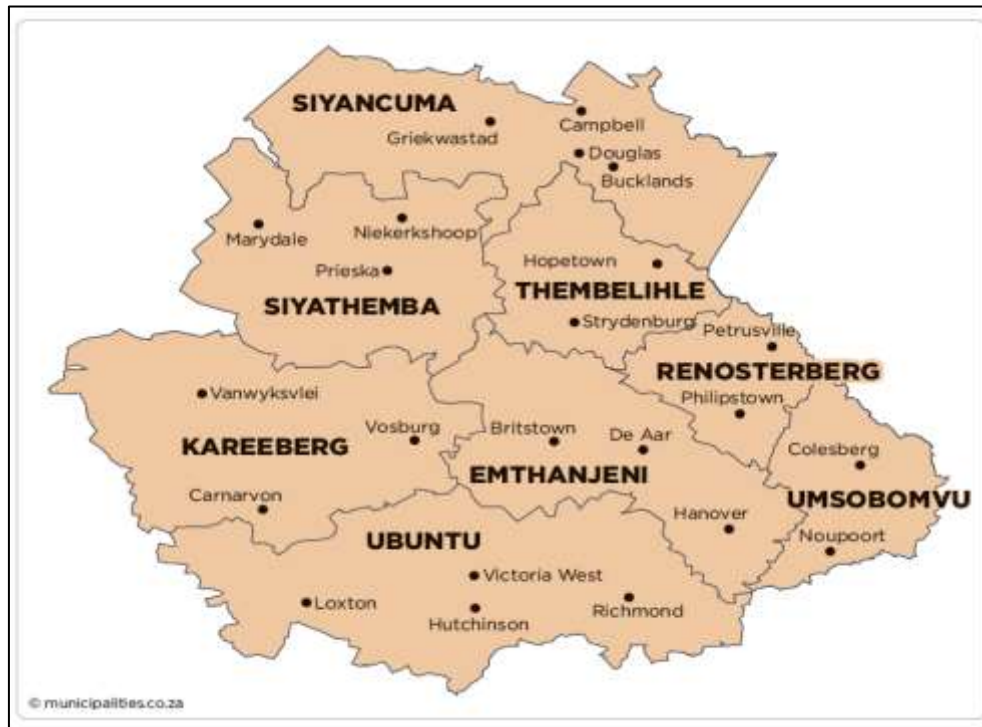 SIYANCUMA
Griekwastad
Campbell
Douglas
Bucklands
Marydale
Niekerkshoop
Prieska
SIYATHEMBA
Hopetown
THEMBELIHLE
Strydenburg
Petrusville
RENOSTERBERG
Philipstown
Vanwyksvlei
Vosburg
KAREEBERG
Carnarvon
Britstown
De Aar
EMTHANJENI
Hanover
Colesberg
UMSOBOMVU
Noupoort
UBUNTU
Victoria West
Loxton
Hutchinson
Richmond
© municipalities.co.za